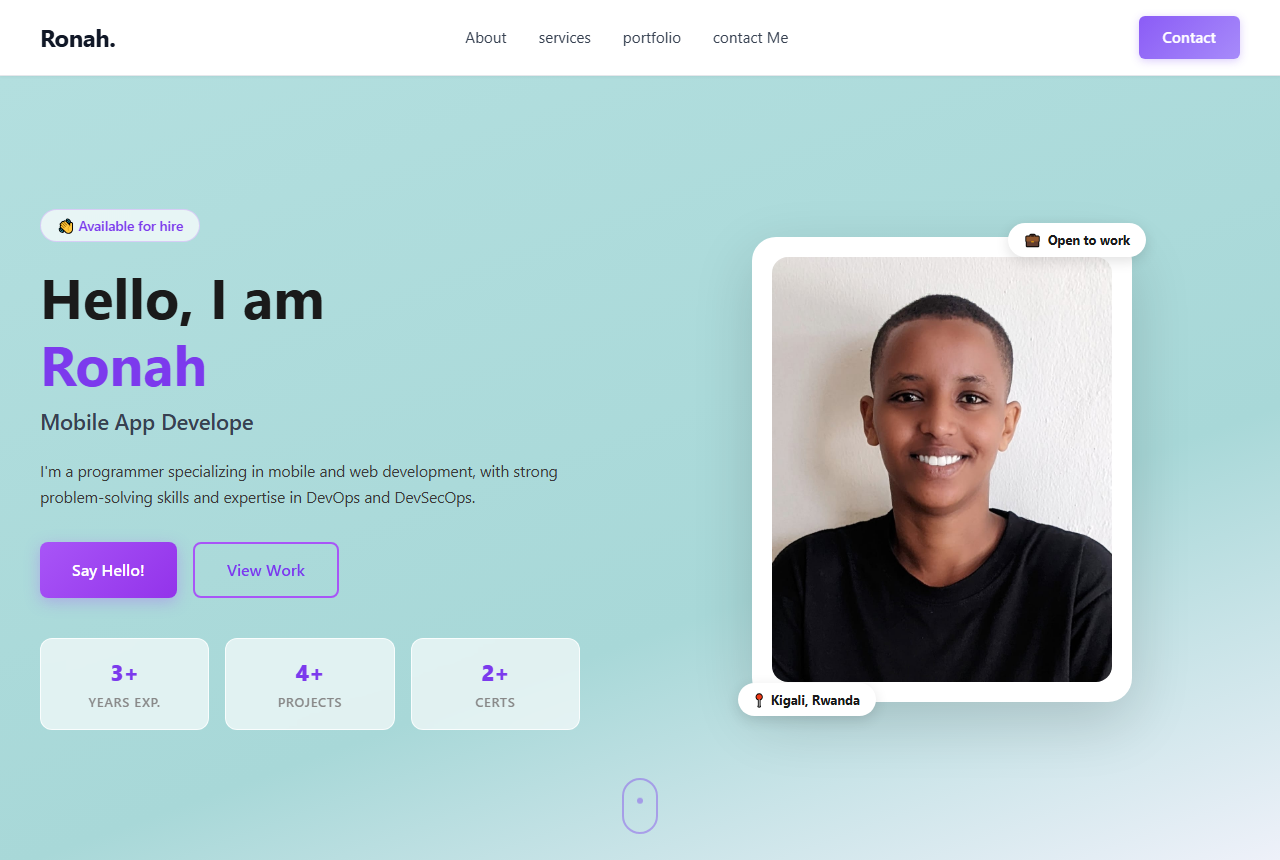 Ronah.
About services portfolio contact Me
Contact
👏 Available for hire
Hello, I am
Ronah
Mobile App Develope
I'm a programmer specializing in mobile and web development, with strong
problem-solving skills and expertise in DevOps and DevSecOps.
Say Hello! View Work
3+ 4+ 2+
YEARS EXP. PROJECTS CERTS
💼 Open to work
📍 Kigali, Rwanda